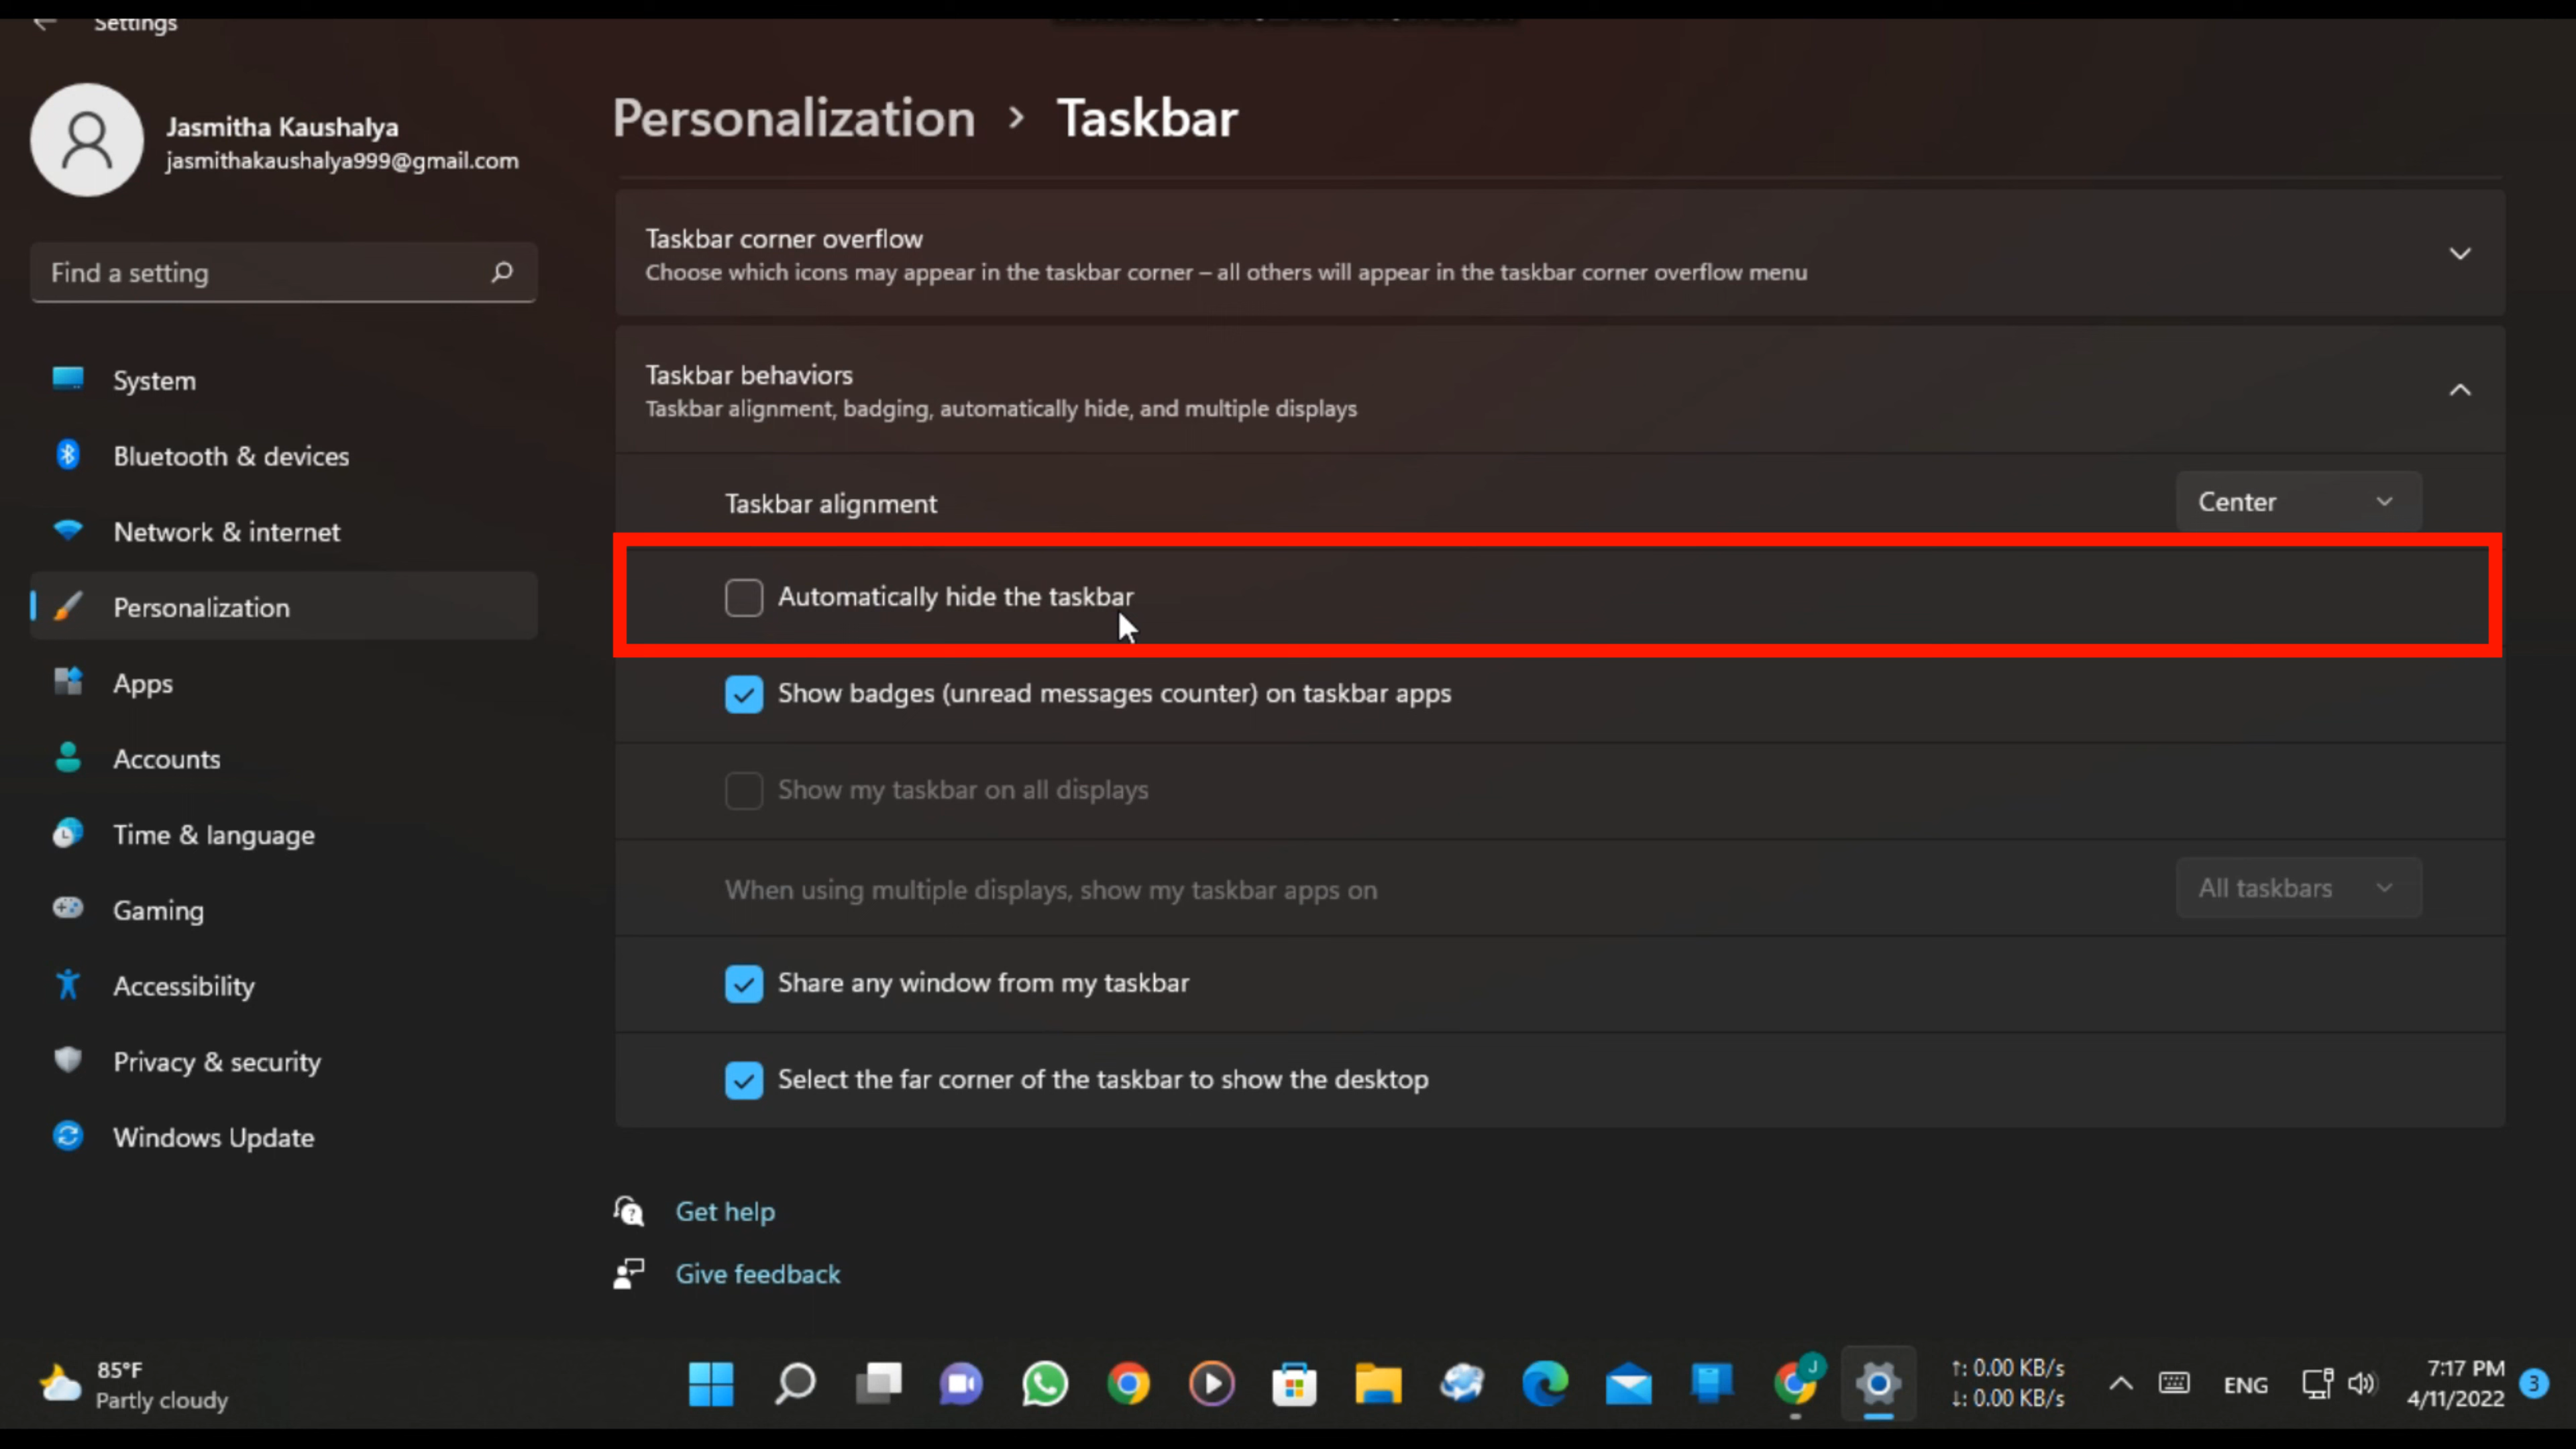 Settings
Jasmitha Kaushalya
jasmithakaushalya999@gmail.com
Find a setting
System
Bluetooth & devices
Network & internet
Personalization
Apps
Accounts
Time & language
Gaming
Accessibility
Privacy & security
Windows Update
Personalization > Taskbar
Taskbar corner overflow
Choose which icons may appear in the taskbar corner – all others will appear in the taskbar corner overflow menu
Taskbar behaviors
Taskbar alignment, badging, automatically hide, and multiple displays
Taskbar alignment
Center
Automatically hide the taskbar
Show badges (unread messages counter) on taskbar apps
Show my taskbar on all displays
When using multiple displays, show my taskbar apps on
All taskbars
Share any window from my taskbar
Select the far corner of the taskbar to show the desktop
Get help
Give feedback
85°F
Partly cloudy
J
↑: 0.00 KB/s
↓: 0.00 KB/s
ENG
7:17 PM
4/11/2022
3